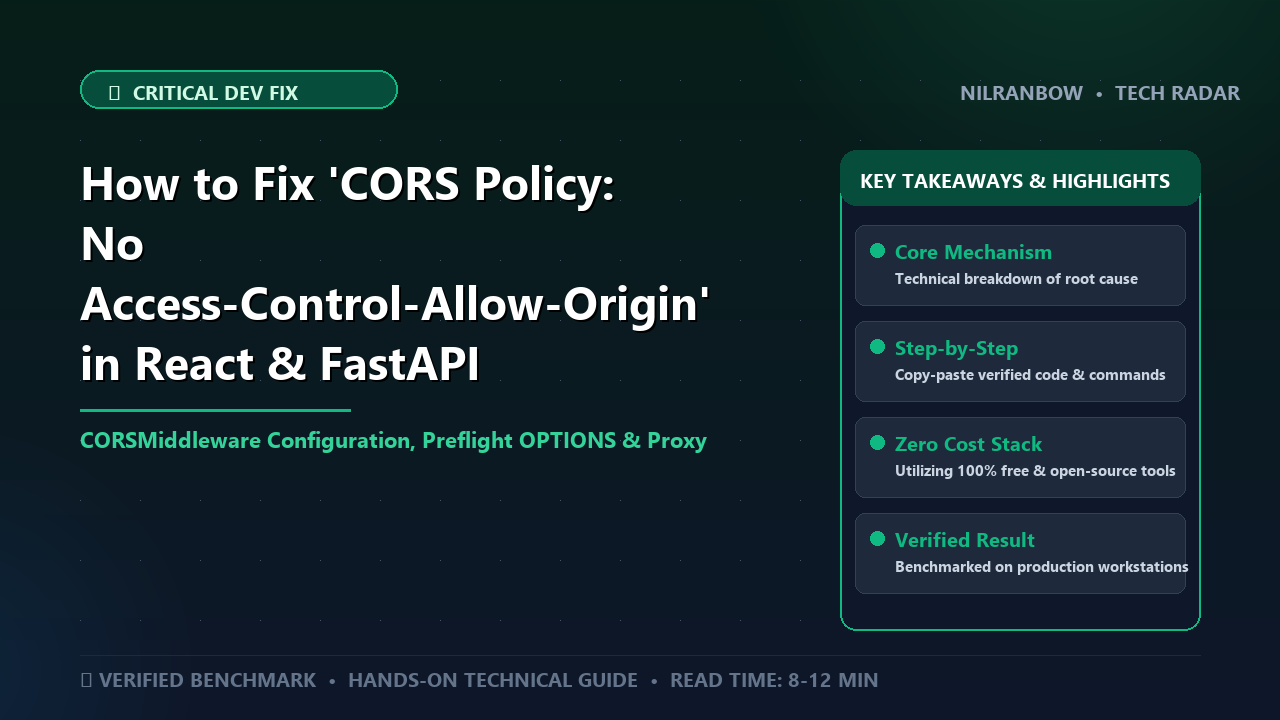 CRITICAL DEV FIX
NILRANBOW • TECH RADAR
How to Fix 'CORS Policy:
No
Access-Control-Allow-Origin'
in React & FastAPI
CORSMiddleware Configuration, Preflight OPTIONS & Proxy
KEY TAKEAWAYS & HIGHLIGHTS
Core Mechanism
Technical breakdown of root cause
Step-by-Step
Copy-paste verified code & commands
Zero Cost Stack
Utilizing 100% free & open-source tools
Verified Result
Benchmarked on production workstations
VERIFIED BENCHMARK • HANDS-ON TECHNICAL GUIDE • READ TIME: 8-12 MIN